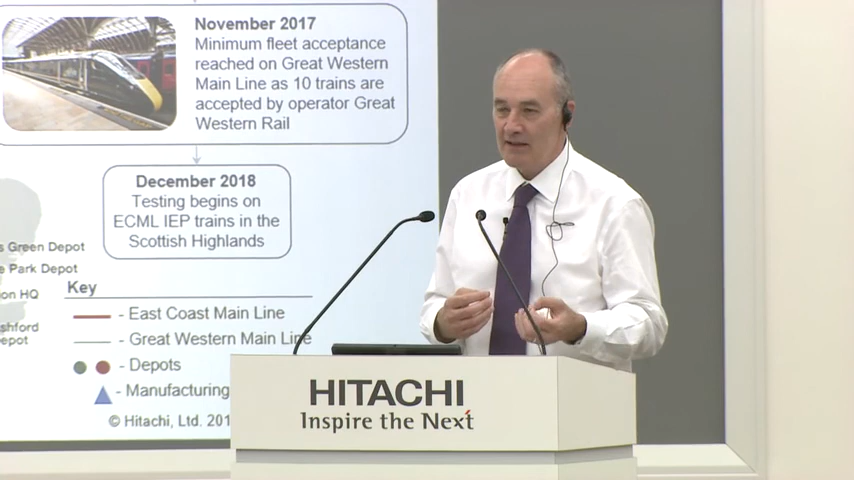 November 2017
Minimum fleet acceptance
reached on Great Western
Main Line as 10 trains are
accepted by operator Great
Western Rail
December 2018
Testing begins on
ECML IEP trains in the
Scottish Highlands
s Green Depot
Park Depot
HQ
Key
- East Coast Main Line
- Great Western Main Line
- Depots
- Manufacturing
© Hitachi, Ltd. 201
HITACHI
Inspire the Next